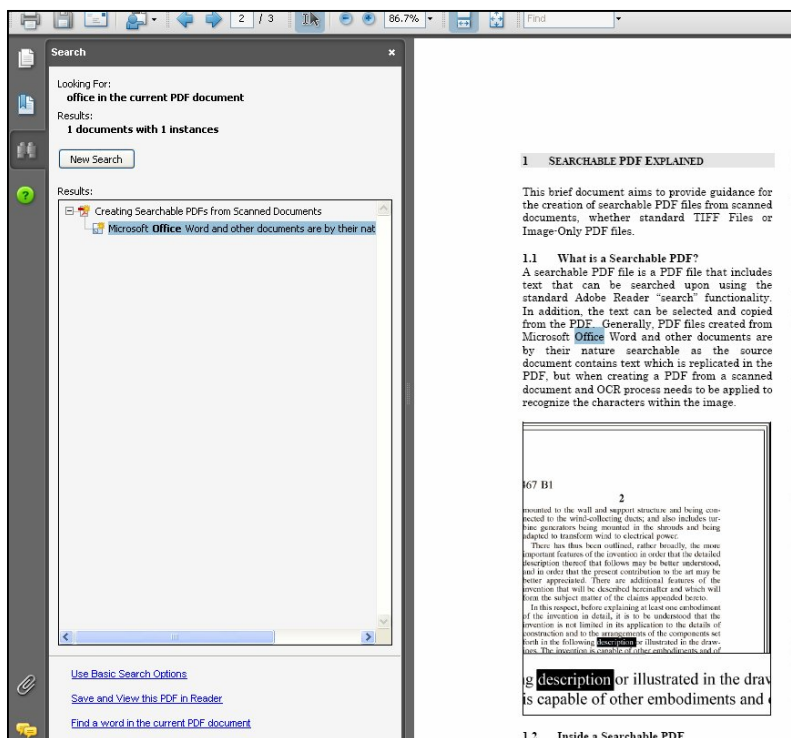 2 / 3
86.7%
Find
Search
Looking For:
office in the current PDF document
Results:
1 documents with 1 instances
New Search
Results:
Creating Searchable PDFs from Scanned Documents
Microsoft Office Word and other documents are by their nat
Use Basic Search Options
Save and View this PDF in Reader
Find a word in the current PDF document
1 SEARCHABLE PDF EXPLAINED
This brief document aims to provide guidance for
the creation of searchable PDF files from scanned
documents, whether standard TIFF Files or
Image-Only PDF files.
1.1 What is a Searchable PDF?
A searchable PDF file is a PDF file that includes
text that can be searched upon using the
standard Adobe Reader “search” functionality.
In addition, the text can be selected and copied
from the PDF. Generally, PDF files created from
Microsoft Office Word and other documents are
by their nature searchable as the source
document contains text which is replicated in the
PDF, but when creating a PDF from a scanned
document and OCR process needs to be applied to
recognize the characters within the image.
367 B1
2
mounted to the wall and support structure and being con-
nected to the wind-collecting ducts; and also includes tur-
bine generators being mounted in the shrouds and being
adapted to transform wind to electrical power.
There has thus been outlined, rather broadly, the more
important features of the invention in order that the detailed
description thereof that follows may be better understood,
and in order that the present contribution to the art may be
better appreciated. There are additional features of the
invention that will be described hereinafter and which will
form the subject matter of the claims appended hereto.
In this respect, before explaining at least one embodiment
of the invention in detail, it is to be understood that the
invention is not limited in its application to the details of
construction and to the arrangements of the components set
forth in the following description or illustrated in the draw-
ings. The invention is capable of other embodiments and of
g description or illustrated in the draw
is capable of other embodiments and
1.2 Inside a Searchable PDF